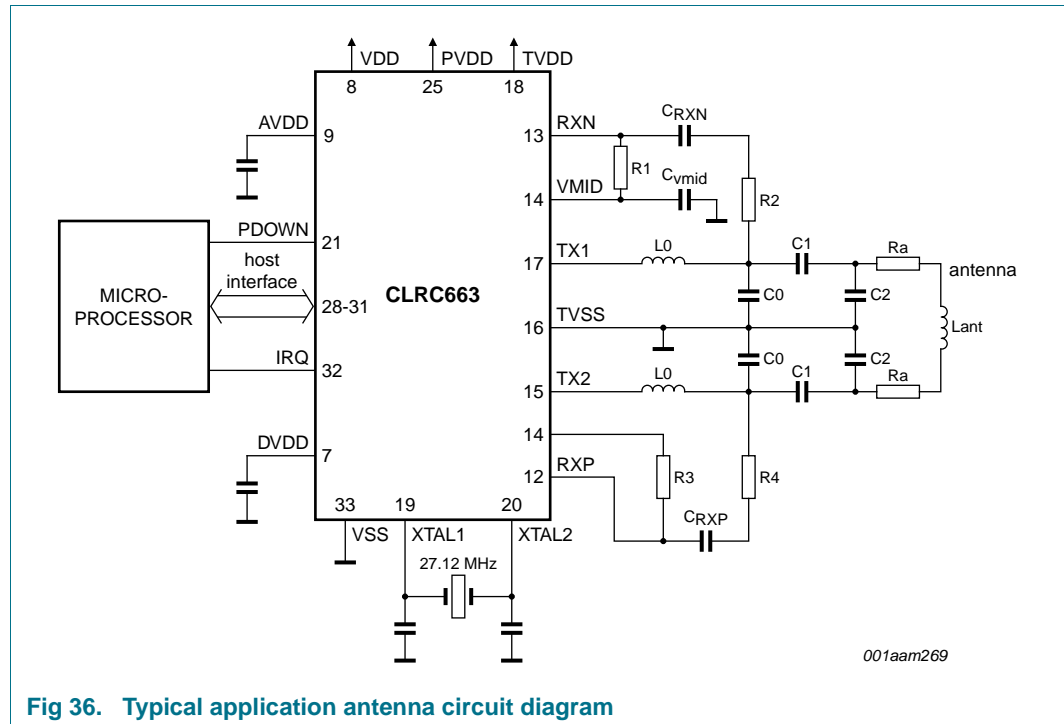 VDD PVDD TVDD
8 25 18
AVDD 9 13 RXN CRXN
R1
14 VMID Cvmid R2
PDOWN 21
MICRO-
PROCESSOR
host
interface
28-31
CLRC663
17 TX1 L0 C1 Ra
antenna
C0 C2
16 TVSS
Lant
C0 C2
IRQ 32
15 TX2 L0 C1 Ra
14
DVDD 7 12 RXP R3 R4
33 19 20
VSS XTAL1 XTAL2 CRXP
27.12 MHz
001aam269
Fig 36. Typical application antenna circuit diagram